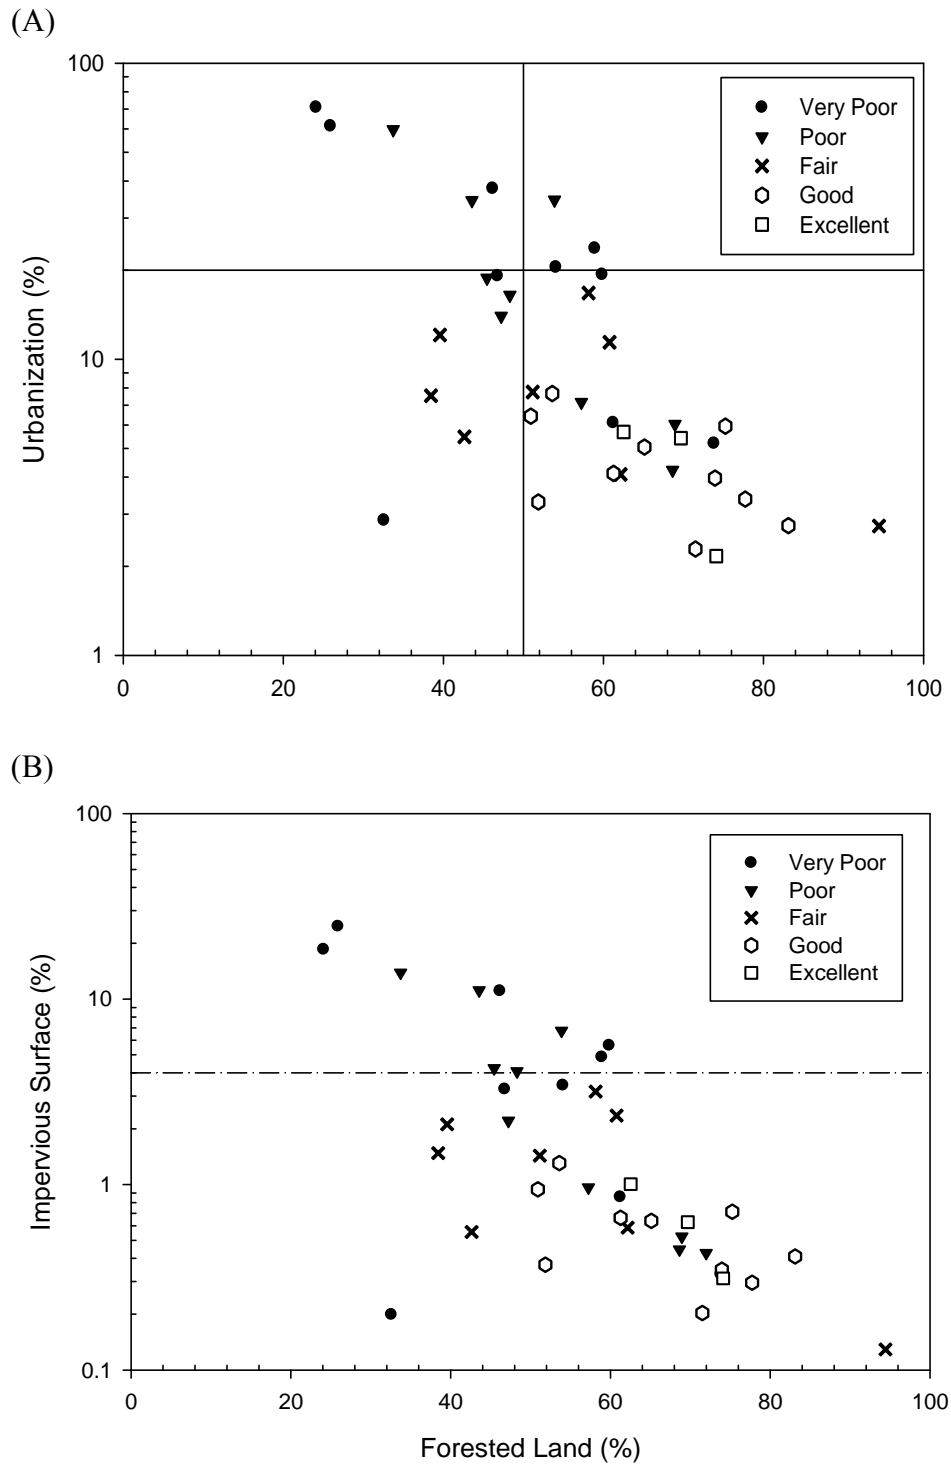 (A)
100
Very Poor
Poor
Fair
Good
Excellent
Urbanization (%)
10
1
0 20 40 60 80 100
(B)
100
Very Poor
Poor
Fair
Good
Excellent
Impervious Surface (%)
10
1
0.1
0 20 40 60 80 100
Forested Land (%)